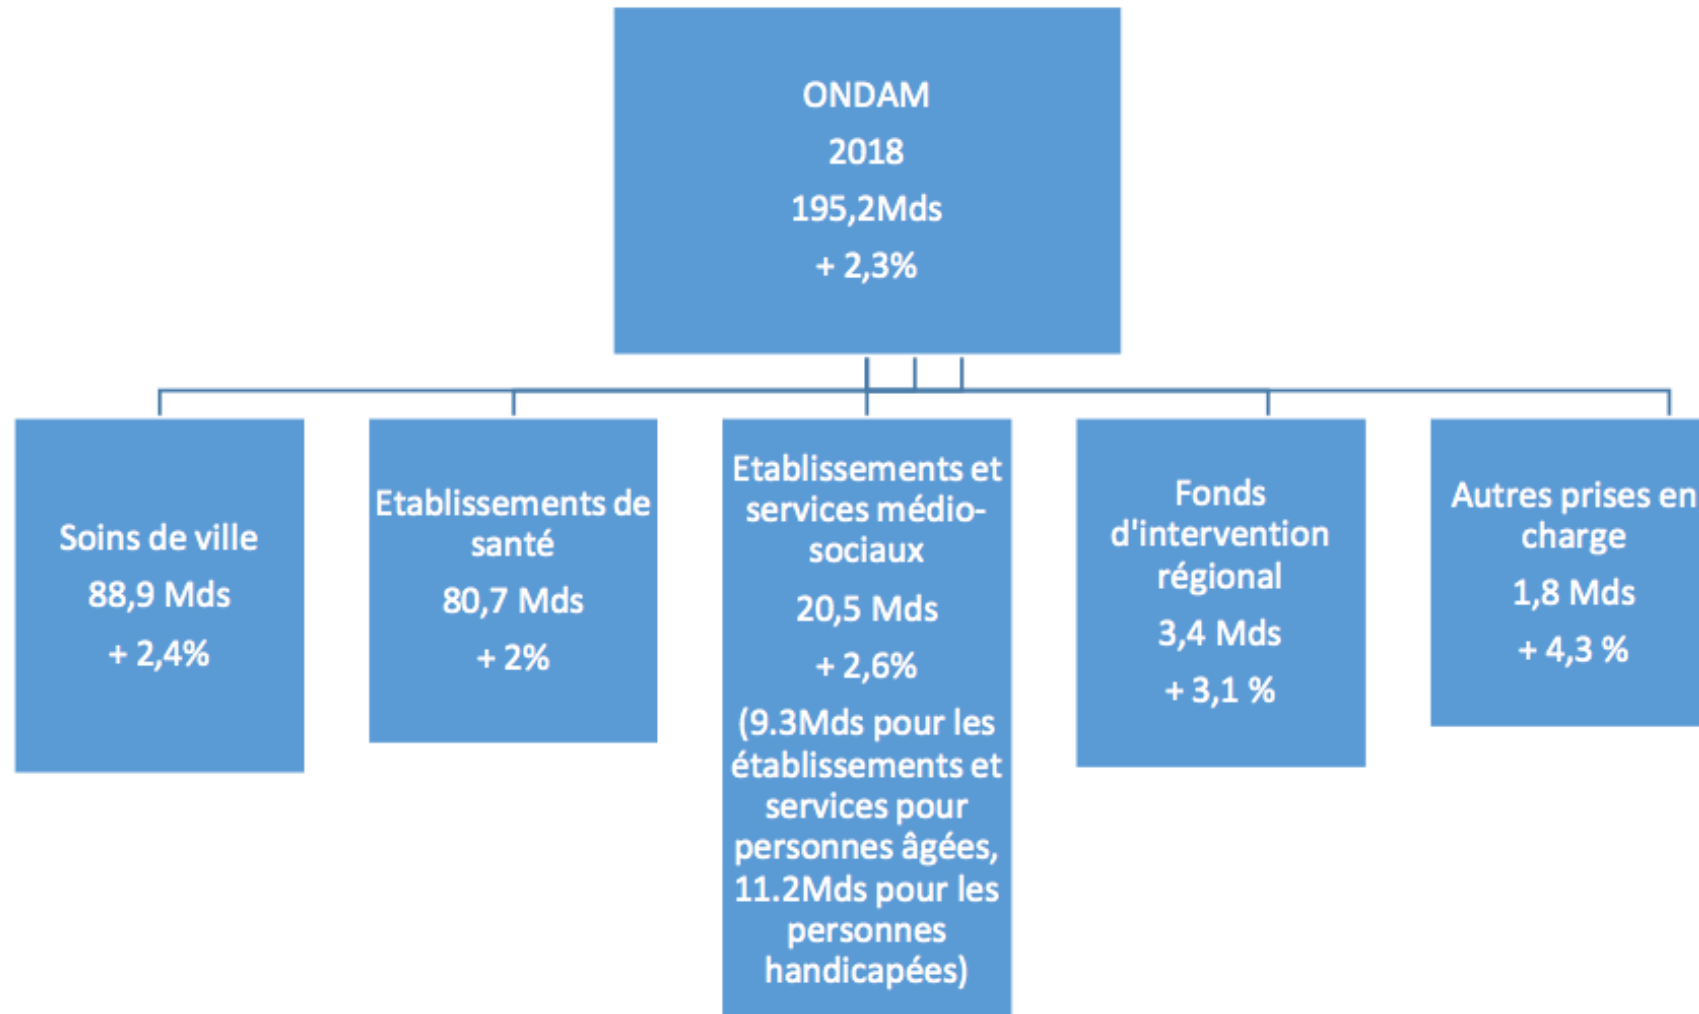 ONDAM
2018
195,2Mds
+ 2,3%
Soins de ville
88,9 Mds
+ 2,4%
Etablissements de
santé
80,7 Mds
+ 2%
Etablissements et
services médio-
sociaux
20,5 Mds
+ 2,6%
(9.3Mds pour les
établissements et
services pour
personnes âgées,
11.2Mds pour les
personnes
handicapées)
Fonds
d'intervention
régional
3,4 Mds
+ 3,1 %
Autres prises en
charge
1,8 Mds
+ 4,3 %